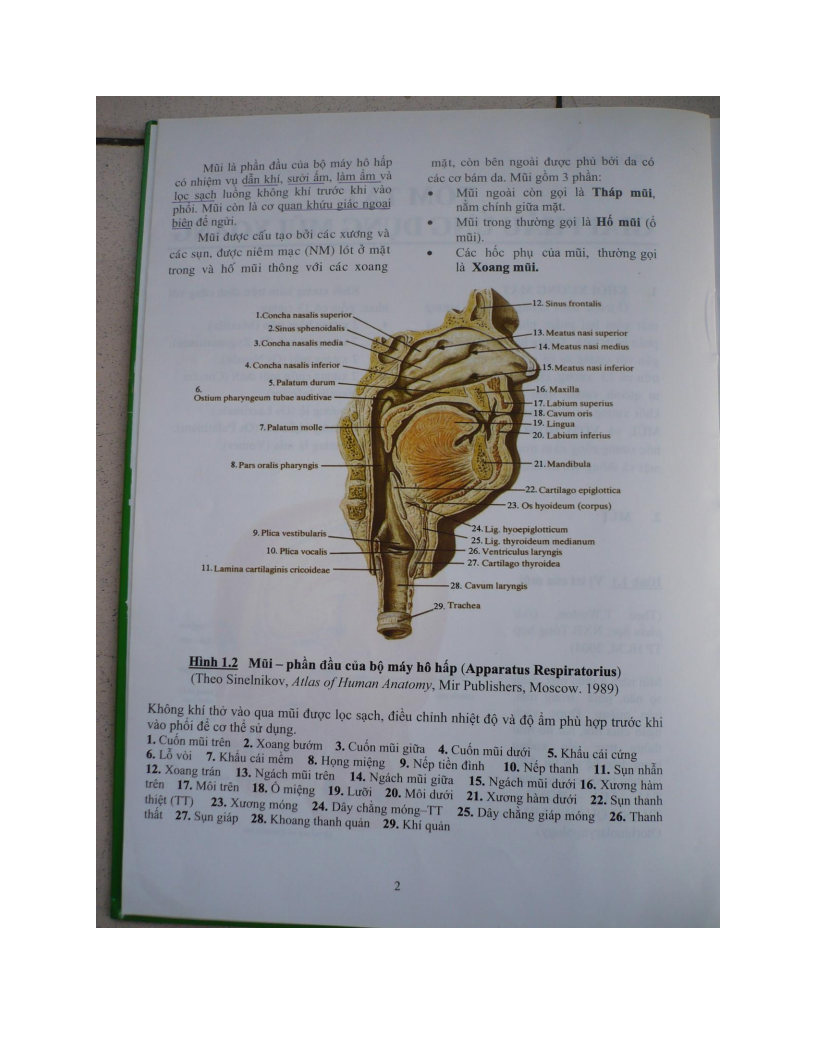 Mũi là phần đầu của bộ máy hô hấp
có nhiệm vụ dẫn khí, sưởi ấm, làm ẩm và
lọc sạch luồng không khí trước khi vào
phổi. Mũi còn là cơ quan khứu giác ngoại
biên để ngửi.
Mũi được cấu tạo bởi các xương và
các sụn, được niêm mạc (NM) lót ở mặt
trong và hố mũi thông với các xoang
mặt, còn bên ngoài được phủ bởi da có
các cơ bám da. Mũi gồm 3 phần:
• Mũi ngoài còn gọi là Tháp mũi,
nằm chính giữa mặt.
• Mũi trong thường gọi là Hố mũi (ổ
mũi).
• Các hốc phụ của mũi, thường gọi
là Xoang mũi.
1.Concha nasalis superior
2.Sinus sphenoidalis
3.Concha nasalis media
4.Concha nasalis inferior
5.Palatum durum
6.
Ostium pharyngeum tubae auditivae
7.Palatum molle
8.Pars oralis pharyngis
9.Plica vestibularis
10. Plica vocalis
11.Lamina cartilaginis cricoideae
12. Sinus frontalis
13. Meatus nasi superior
14. Meatus nasi medius
15.Meatus nasi inferior
16. Maxilla
17. Labium superius
18. Cavum oris
19. Lingua
20. Labium inferius
21. Mandibula
22. Cartilago epiglottica
23. Os hyoideum (corpus)
24. Lig. hyoepiglotticum
25. Lig. thyroideum medianum
26. Ventriculus laryngis
27. Cartilago thyroidea
28. Cavum laryngis
29. Trachea
Hình 1.2 Mũi – phần đầu của bộ máy hô hấp (Apparatus Respiratorius)
(Theo Sinelnikov, Atlas of Human Anatomy, Mir Publishers, Moscow. 1989)
Không khí thở vào qua mũi được lọc sạch, điều chỉnh nhiệt độ và độ ẩm phù hợp trước khi
vào phổi để cơ thể sử dụng.
1. Cuốn mũi trên 2. Xoang bướm 3. Cuốn mũi giữa 4. Cuốn mũi dưới 5. Khẩu cái cứng
6. Lỗ vòi 7. Khẩu cái mềm 8. Họng miệng 9. Nếp tiền đình 10. Nếp thanh 11. Sụn nhẫn
12. Xoang trán 13. Ngách mũi trên 14. Ngách mũi giữa 15. Ngách mũi dưới 16. Xương hàm
trên 17. Môi trên 18. Ổ miệng 19. Lưỡi 20. Môi dưới 21. Xương hàm dưới 22. Sụn thanh
thiệt (TT) 23. Xương móng 24. Dây chằng móng–TT 25. Dây chằng giáp móng 26. Thanh
thất 27. Sụn giáp 28. Khoang thanh quản 29. Khí quản
2